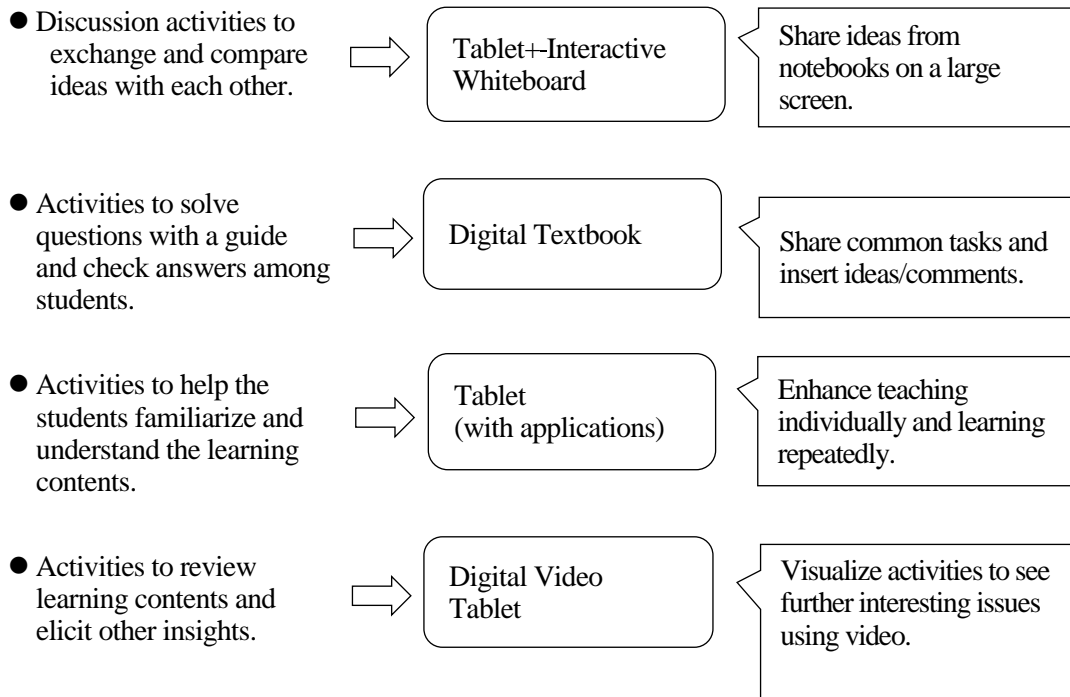 ● Discussion activities to
exchange and compare
ideas with each other.
Tablet+-Interactive
Whiteboard
Share ideas from
notebooks on a large
screen.
● Activities to solve
questions with a guide
and check answers among
students.
Digital Textbook
Share common tasks and
insert ideas/comments.
● Activities to help the
students familiarize and
understand the learning
contents.
Tablet
(with applications)
Enhance teaching
individually and learning
repeatedly.
● Activities to review
learning contents and
elicit other insights.
Digital Video
Tablet
Visualize activities to see
further interesting issues
using video.